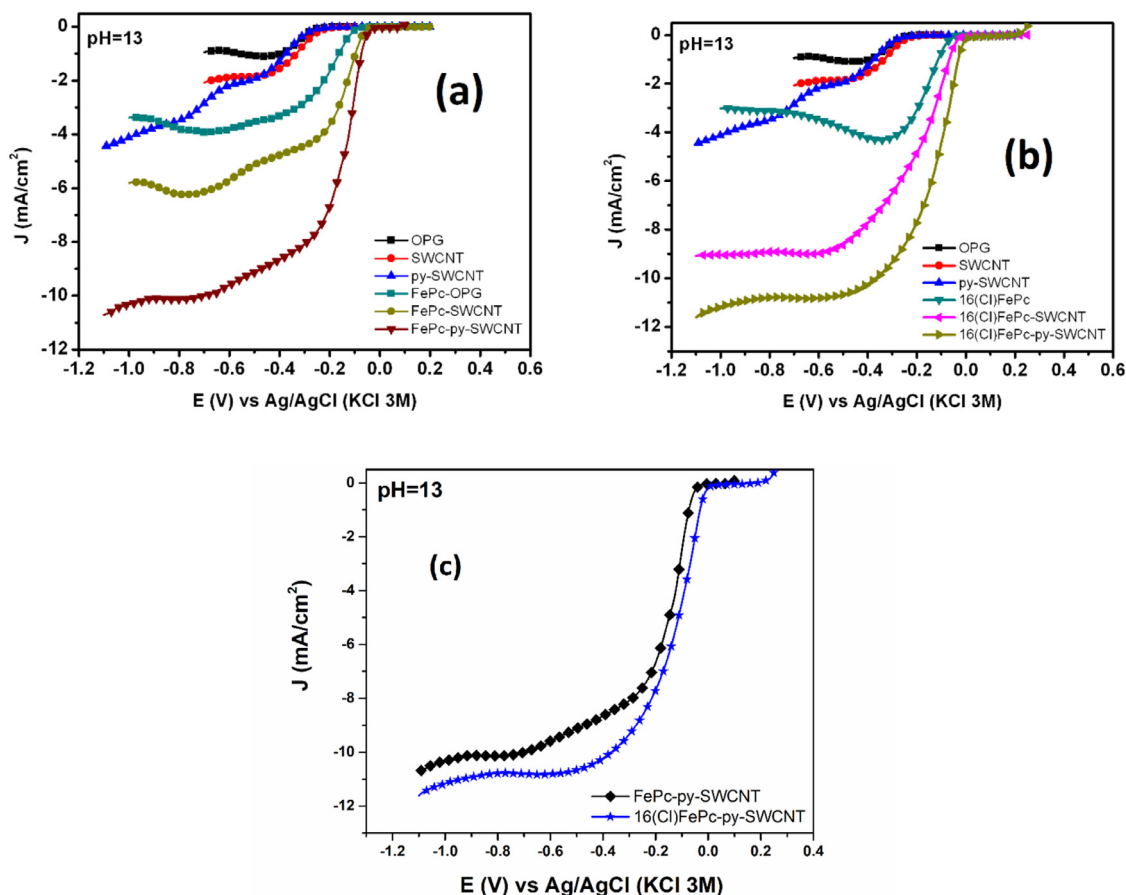 pH=13
(a)
0
-2
-4
-6
-8
-10
-12
J (mA/cm²)
OPG
SWCNT
py-SWCNT
FePc-OPG
FePc-SWCNT
FePc-py-SWCNT
-1.2 -1.0 -0.8 -0.6 -0.4 -0.2 0.0 0.2 0.4 0.6
E (V) vs Ag/AgCl (KCl 3M)
pH=13
(b)
0
-2
-4
-6
-8
-10
-12
J (mA/cm²)
OPG
SWCNT
py-SWCNT
16(Cl)FePc
16(Cl)FePc-SWCNT
16(Cl)FePc-py-SWCNT
-1.2 -1.0 -0.8 -0.6 -0.4 -0.2 0.0 0.2 0.4 0.6
E (V) vs Ag/AgCl (KCl 3M)
pH=13
(c)
0
-2
-4
-6
-8
-10
-12
J (mA/cm²)
FePc-py-SWCNT
16(Cl)FePc-py-SWCNT
-1.2 -1.0 -0.8 -0.6 -0.4 -0.2 0.0 0.2 0.4
E (V) vs Ag/AgCl (KCl 3M)